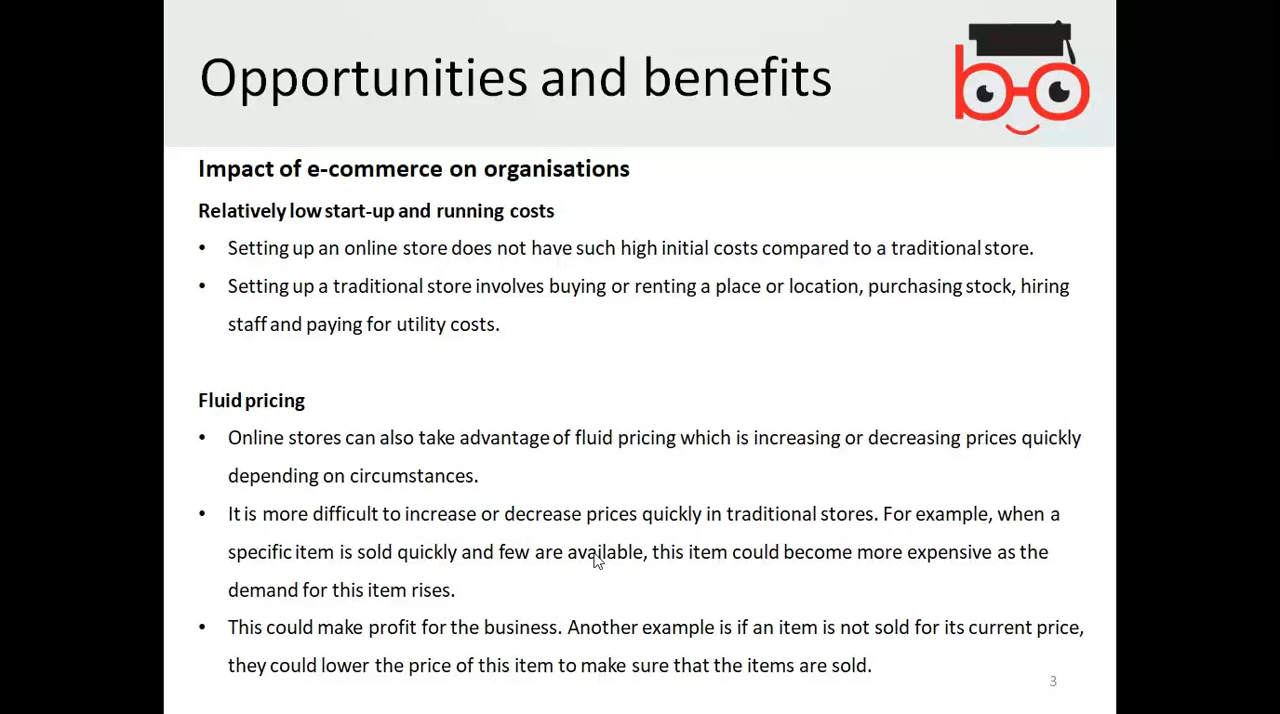 Opportunities and benefits
Impact of e-commerce on organisations
Relatively low start-up and running costs
• Setting up an online store does not have such high initial costs compared to a traditional store.
• Setting up a traditional store involves buying or renting a place or location, purchasing stock, hiring
staff and paying for utility costs.
Fluid pricing
• Online stores can also take advantage of fluid pricing which is increasing or decreasing prices quickly
depending on circumstances.
• It is more difficult to increase or decrease prices quickly in traditional stores. For example, when a
specific item is sold quickly and few are available, this item could become more expensive as the
demand for this item rises.
• This could make profit for the business. Another example is if an item is not sold for its current price,
they could lower the price of this item to make sure that the items are sold.
3